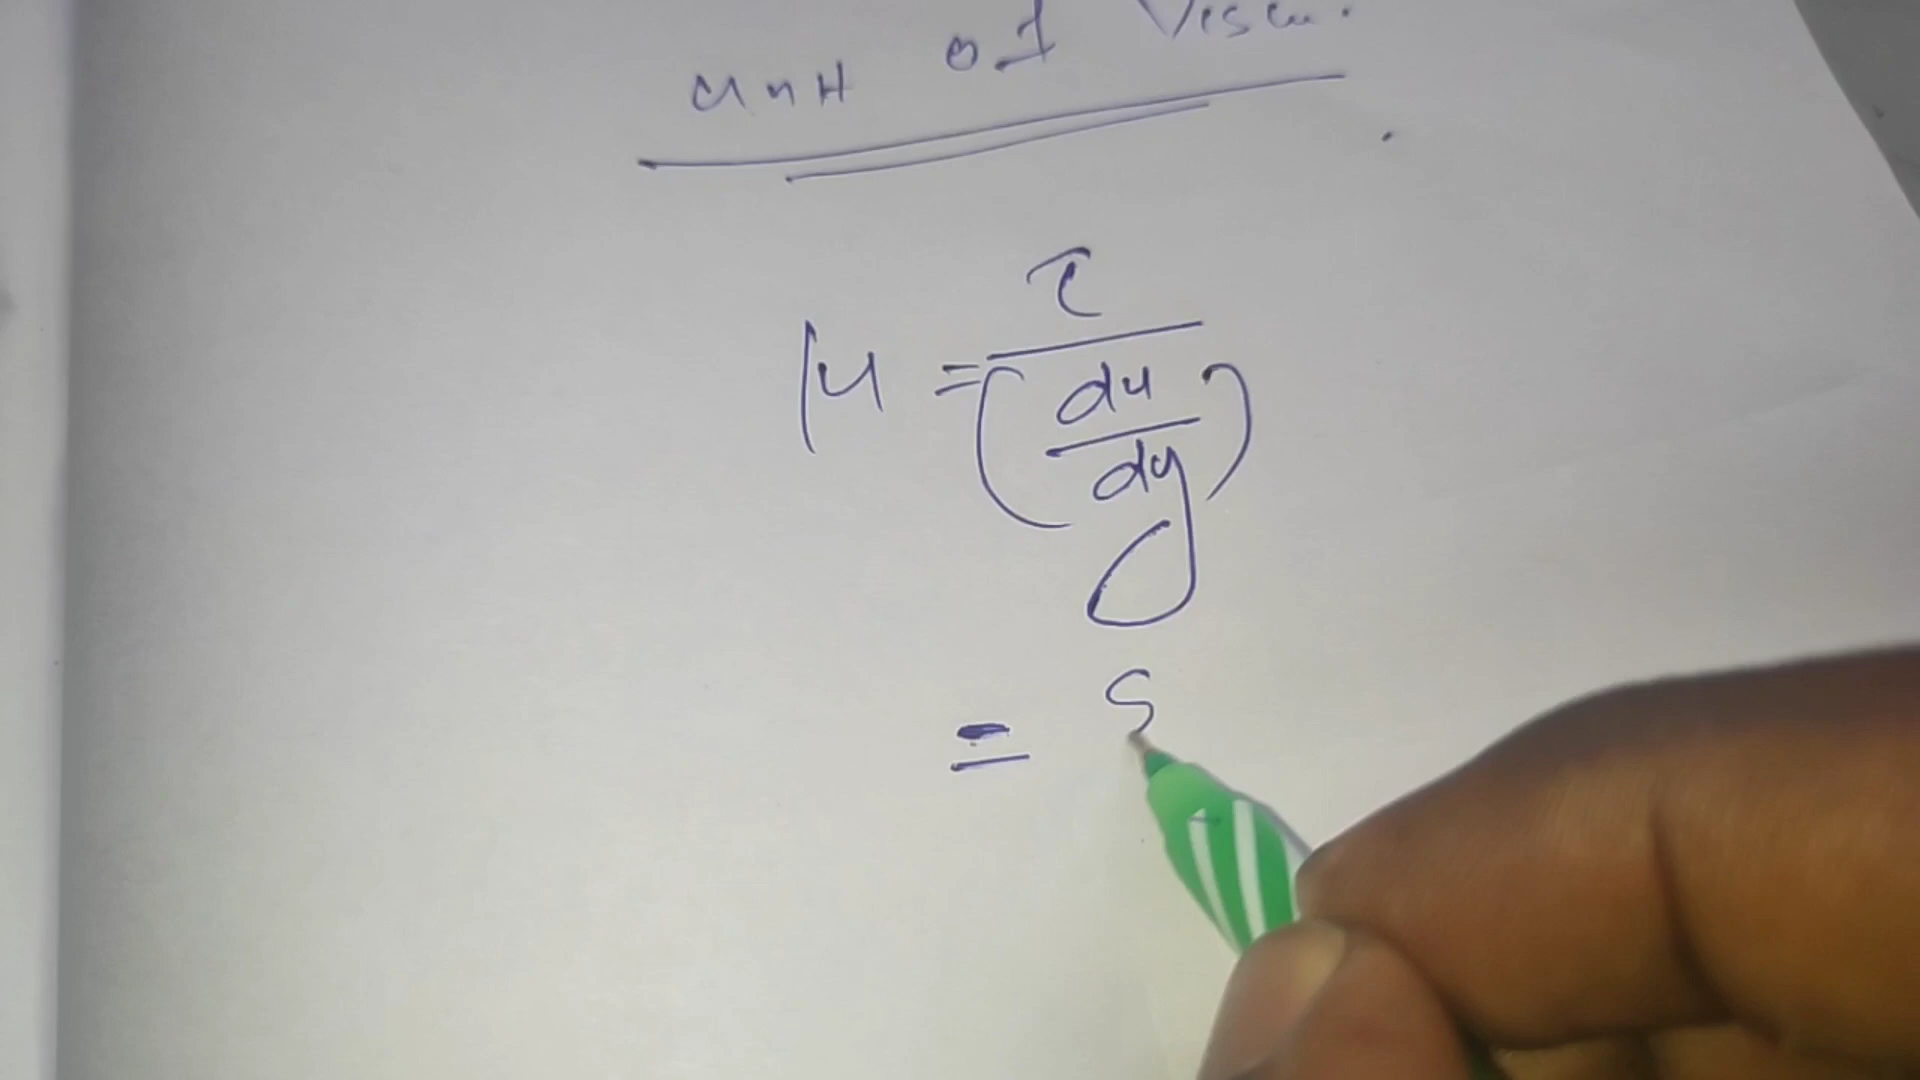 Unit of Visco.
μ = τ / (du/dy)
= S